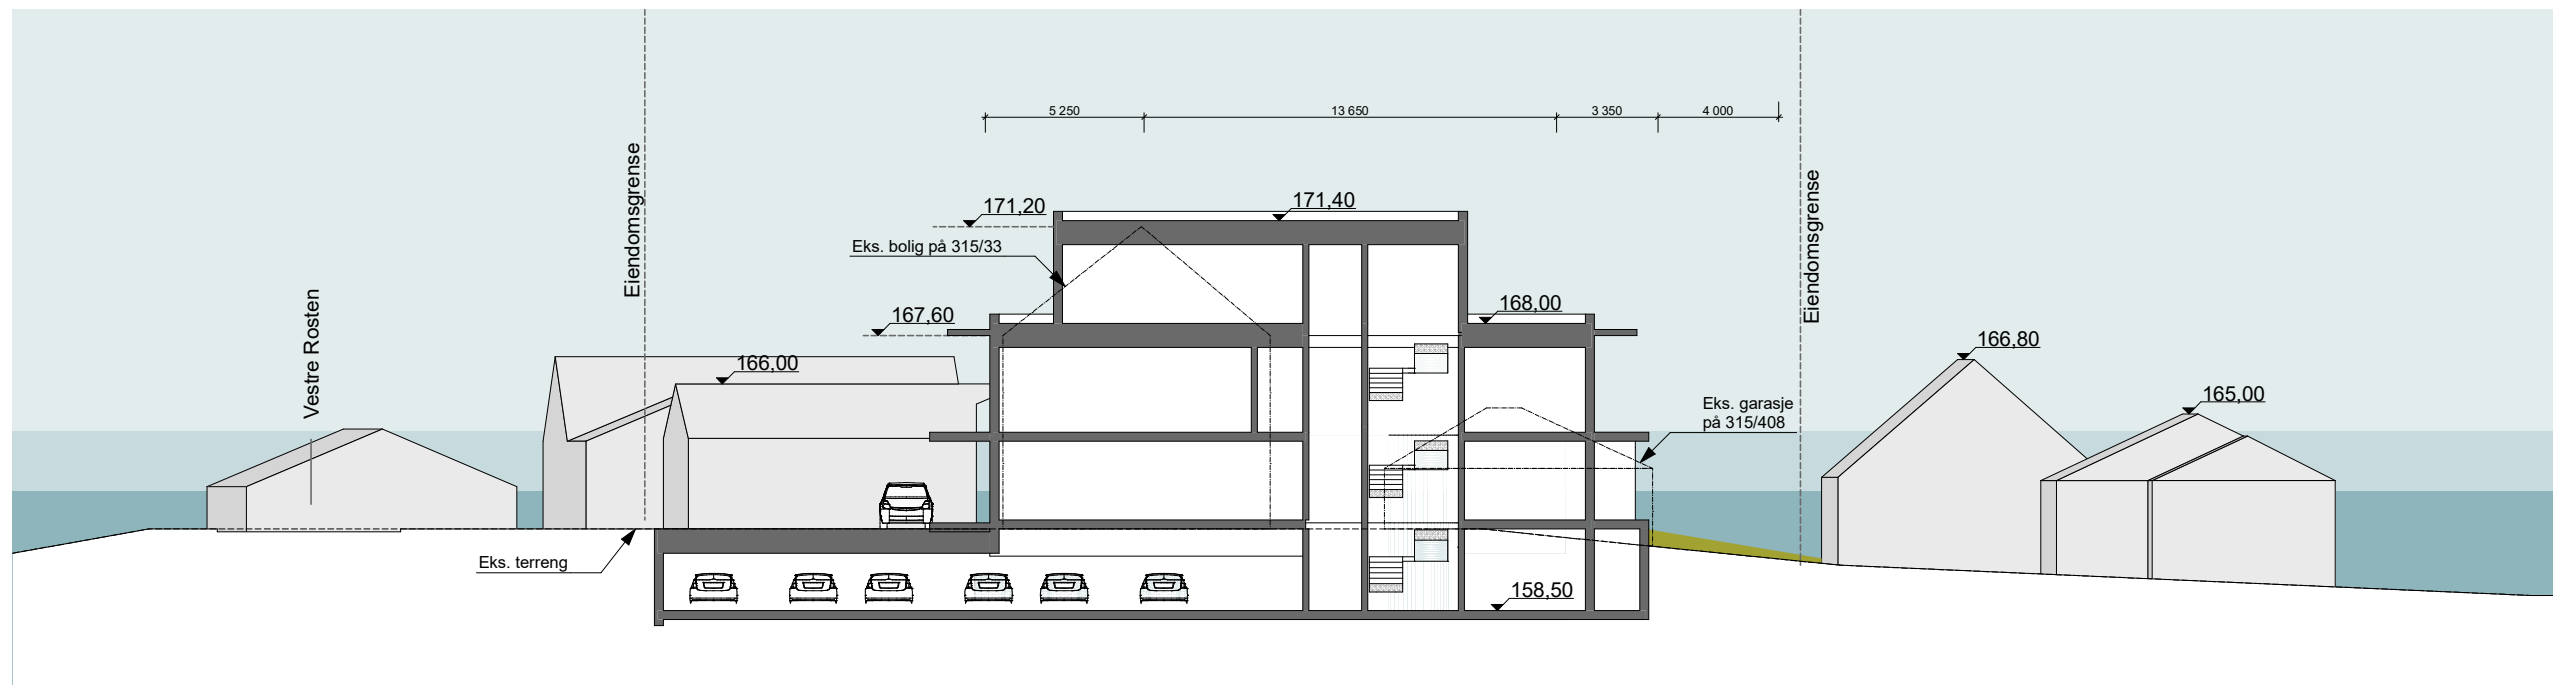 5 250
13 650
3 350
4 000
Eiendomsgrense
Eiendomsgrense
171,20
171,40
Eks. bolig på 315/33
167,60
168,00
Vestre Rosten
166,00
166,80
165,00
Eks. garasje
på 315/408
Eks. terreng
158,50